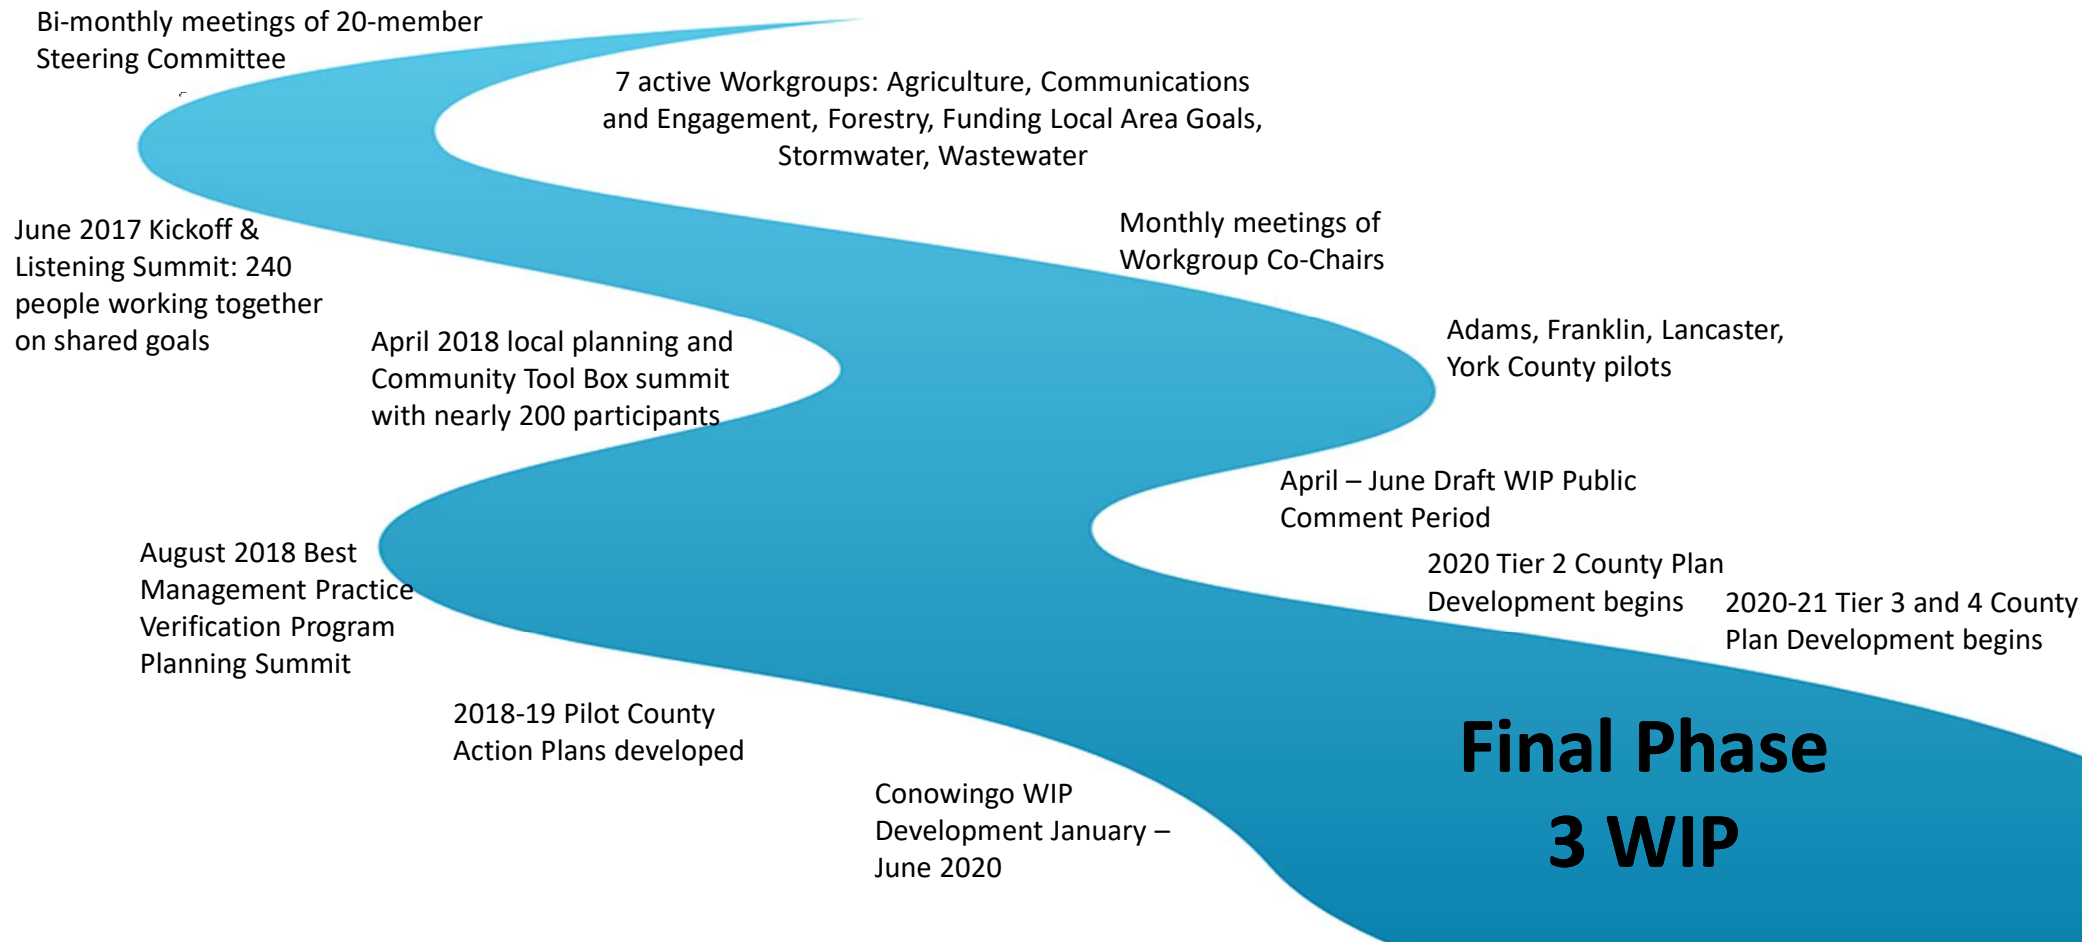 Bi-monthly meetings of 20-member
Steering Committee
7 active Workgroups: Agriculture, Communications
and Engagement, Forestry, Funding Local Area Goals,
Stormwater, Wastewater
June 2017 Kickoff &
Listening Summit: 240
people working together
on shared goals
Monthly meetings of
Workgroup Co-Chairs
April 2018 local planning and
Community Tool Box summit
with nearly 200 participants
Adams, Franklin, Lancaster,
York County pilots
April – June Draft WIP Public
Comment Period
August 2018 Best
Management Practice
Verification Program
Planning Summit
2020 Tier 2 County Plan
Development begins
2020-21 Tier 3 and 4 County
Plan Development begins
2018-19 Pilot County
Action Plans developed
Conowingo WIP
Development January –
June 2020
Final Phase
3 WIP